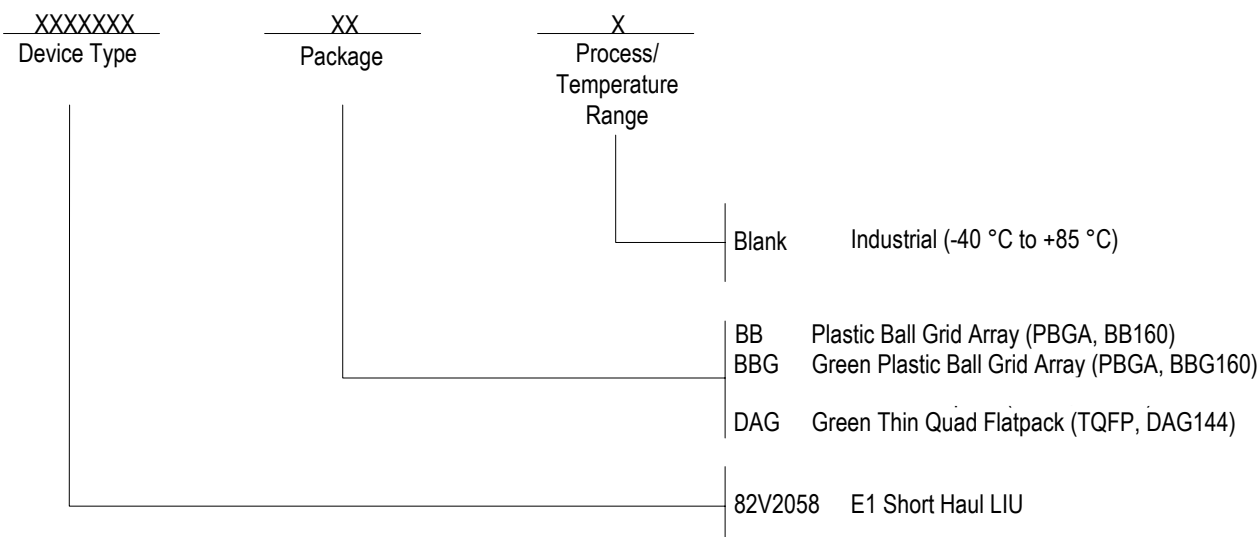 XXXXXXX XX X
Device Type Package Process/
Temperature
Range
Blank Industrial (-40 °C to +85 °C)
BB Plastic Ball Grid Array (PBGA, BB160)
BBG Green Plastic Ball Grid Array (PBGA, BBG160)
DAG Green Thin Quad Flatpack (TQFP, DAG144)
82V2058 E1 Short Haul LIU